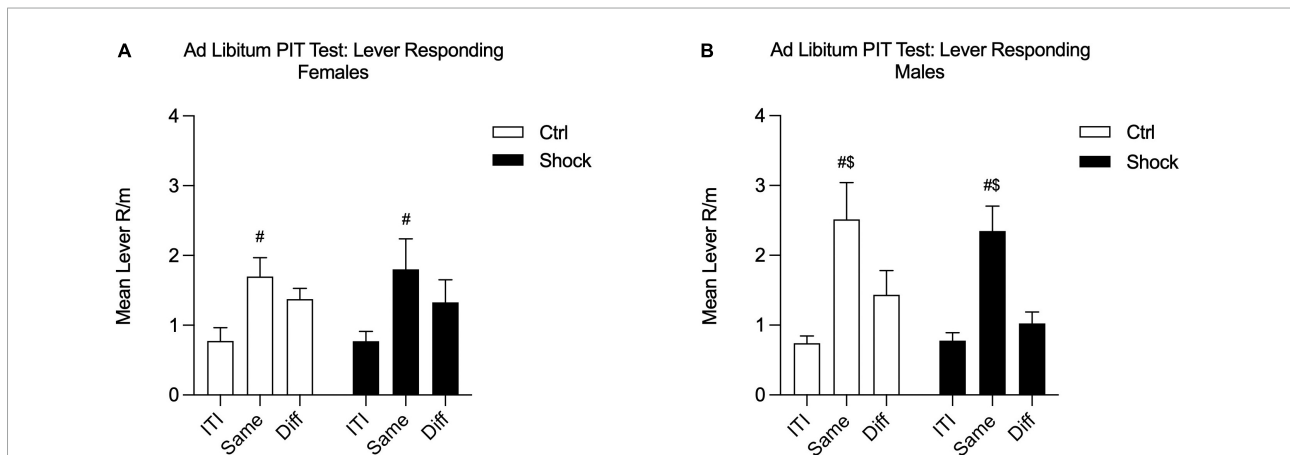 A
Ad Libitum PIT Test: Lever Responding
Females
Mean Lever R/m
4
3
2
1
0
#
#
ITI
Same
Diff
ITI
Same
Diff
Ctrl
Shock
B
Ad Libitum PIT Test: Lever Responding
Males
Mean Lever R/m
4
3
2
1
0
#$
#$
ITI
Same
Diff
ITI
Same
Diff
Ctrl
Shock